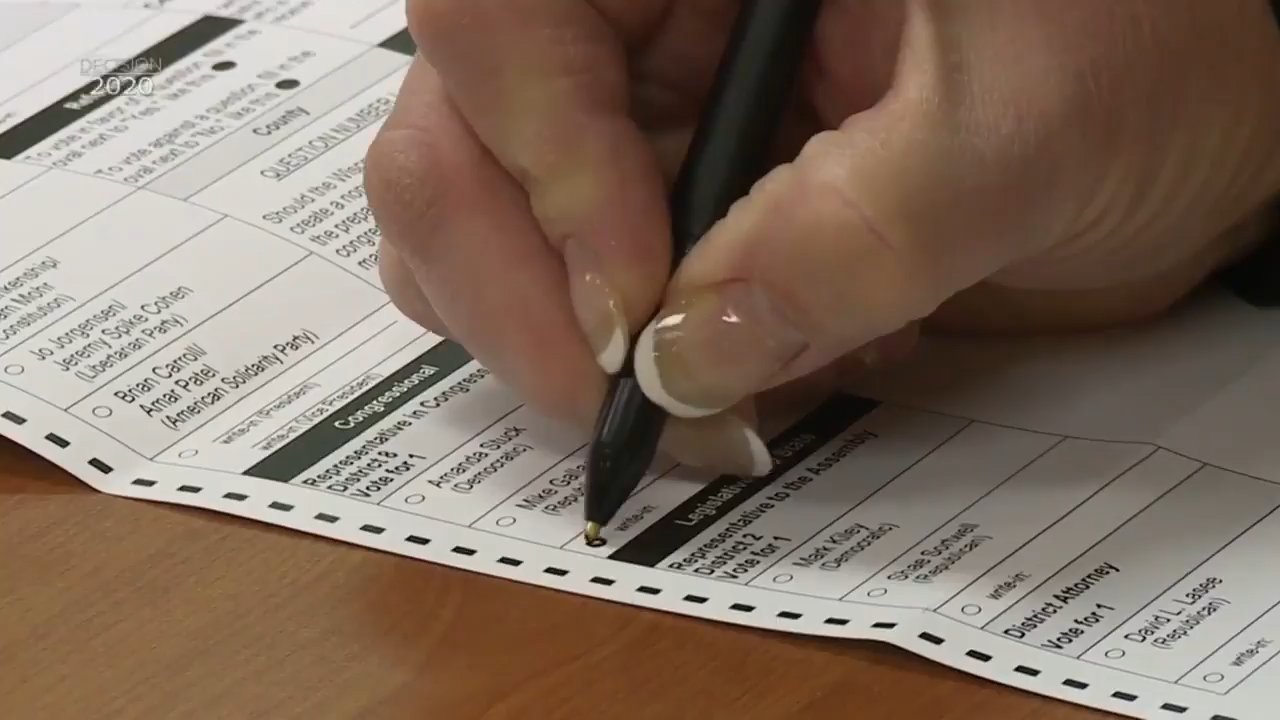 DECISION
2020
To vote in favor of a question, fill in the
oval next to "Yes", like this
To vote against a question, fill in the
oval next to "No", like this
County
QUESTION NUMBER
Should the
create a
the
Mohr
Jo Jorgensen/
Jeremy Spike Cohen
(Libertarian Party)
Brian Carroll/
Amar Patel
(American Solidarity Party)
write-in (President)
write-in (Vice President)
Congressional
Representative in Congress
District 8
Vote for 1
Amanda Stuck
(Democratic)
Mike
write-in:
Legislative
State
Representative to the Assembly
District 2
Vote for 1
Mark Kiley
(Democratic)
Shae Sortwell
(Republican)
write-in:
District Attorney
Vote for 1
David L. Lasee
(Republican)
write-in: